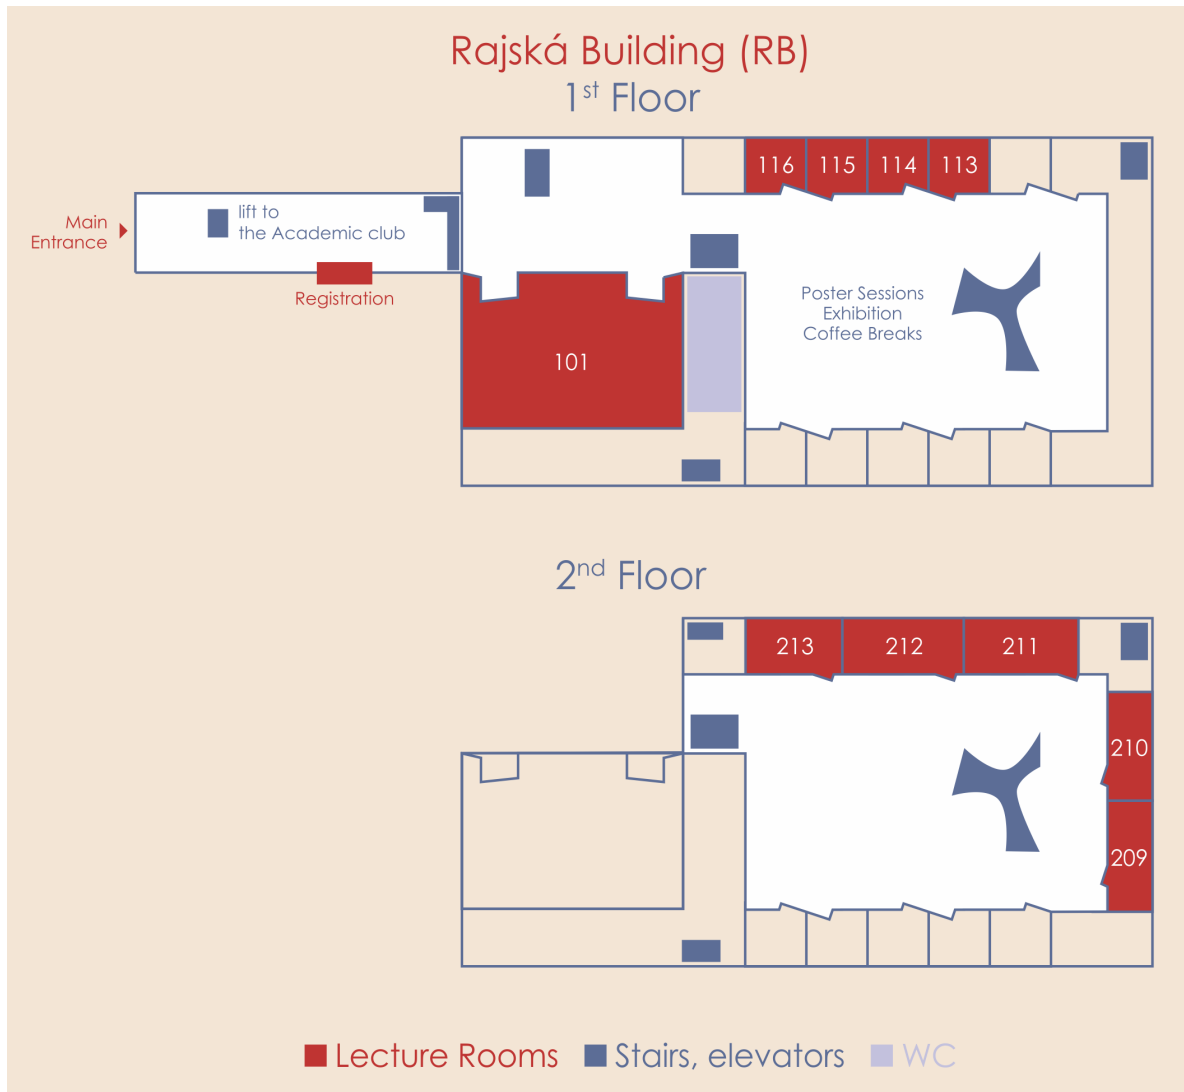 Rajská Building (RB)
1st Floor
116 115 114 113
Main
Entrance
lift to
the Academic club
Registration
101
Poster Sessions
Exhibition
Coffee Breaks
2nd Floor
213 212 211
210
209
Lecture Rooms Stairs, elevators WC